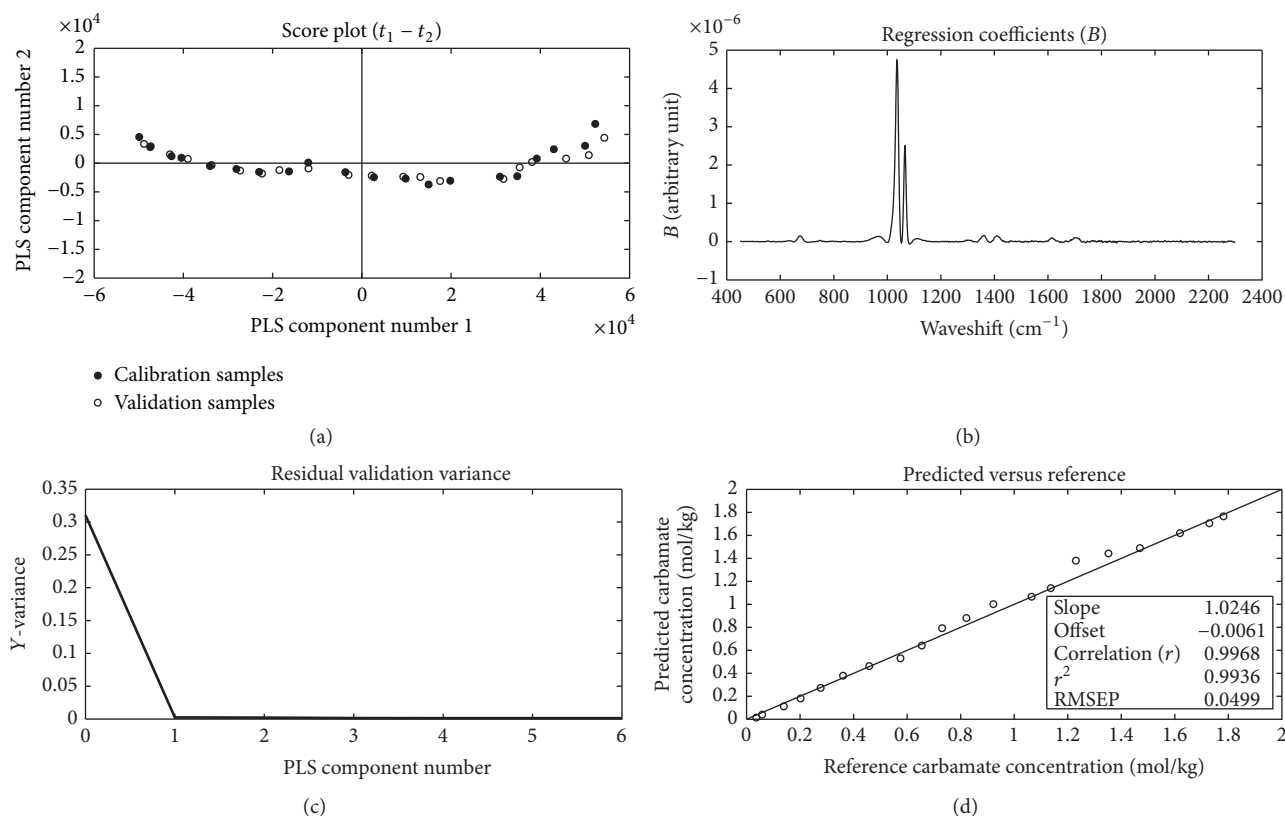 ×10⁴
Score plot (t₁ − t₂)
2
1.5
1
0.5
0
−0.5
−1
−1.5
−2
PLS component number 2
−6
−4
−2
0
2
4
6
×10⁴
PLS component number 1
Calibration samples
Validation samples
(a)
×10⁻⁶
Regression coefficients (B)
5
4
3
2
1
0
−1
B (arbitrary unit)
400 600 800 1000 1200 1400 1600 1800 2000 2200 2400
Waveshift (cm⁻¹)
(b)
Residual validation variance
0.35
0.3
0.25
0.2
0.15
0.1
0.05
0
Y-variance
0 1 2 3 4 5 6
PLS component number
(c)
Predicted versus reference
2
1.8
1.6
1.4
1.2
1
0.8
0.6
0.4
0.2
0
Predicted carbamate
concentration (mol/kg)
Slope 1.0246
Offset −0.0061
Correlation (r) 0.9968
r² 0.9936
RMSEP 0.0499
0 0.2 0.4 0.6 0.8 1 1.2 1.4 1.6 1.8 2
Reference carbamate concentration (mol/kg)
(d)